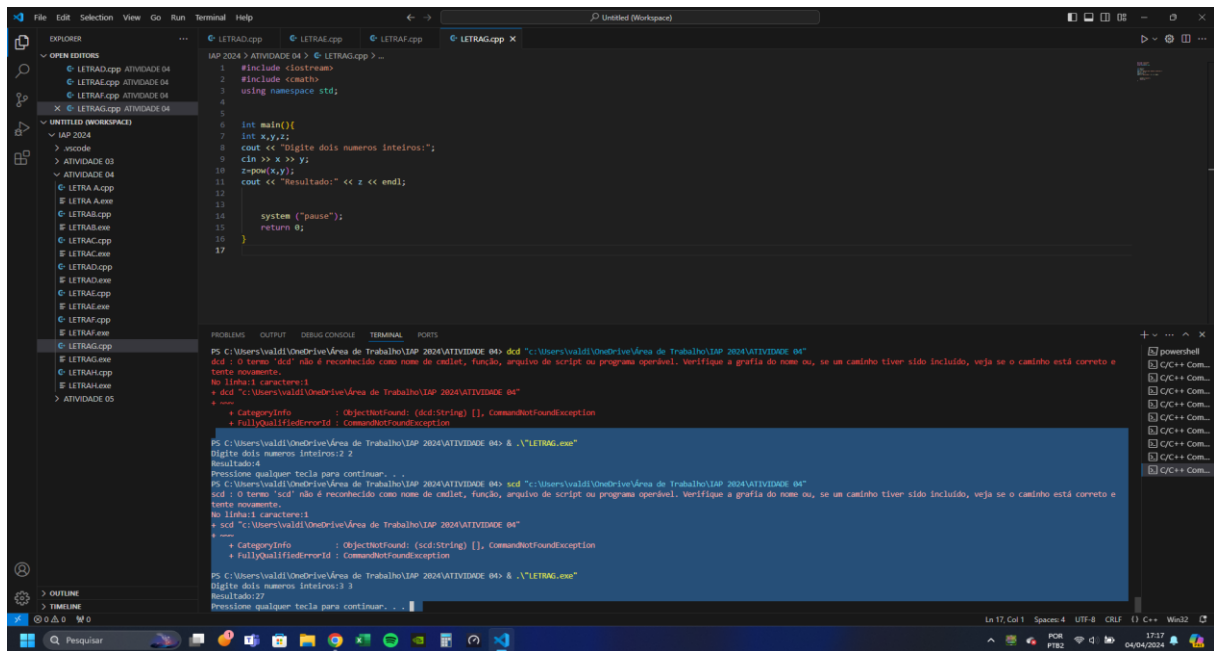 File Edit Selection View Go Run Terminal Help
Untitled (Workspace)
EXPLORER
OPEN EDITORS
LETRAD.cpp ATIVIDADE 04
LETRAE.cpp ATIVIDADE 04
LETRAF.cpp ATIVIDADE 04
LETRAG.cpp ATIVIDADE 04
UNTITLED (WORKSPACE)
IAP 2024
.vscode
ATIVIDADE 03
ATIVIDADE 04
LETRA A.cpp
LETRA A.exe
LETRAB.cpp
LETRAB.exe
LETRAC.cpp
LETRAC.exe
LETRAD.cpp
LETRAD.exe
LETRAE.cpp
LETRAE.exe
LETRAF.cpp
LETRAF.exe
LETRAG.cpp
LETRAG.exe
LETRAH.cpp
LETRAH.exe
ATIVIDADE 05
OUTLINE
TIMELINE
LETRAD.cpp LETRAE.cpp LETRAF.cpp LETRAG.cpp
IAP 2024 > ATIVIDADE 04 > LETRAG.cpp > ...
1 #include <iostream>
2 #include <cmath>
3 using namespace std;
4
5
6 int main(){
7 int x,y,z;
8 cout << "Digite dois numeros inteiros:";
9 cin >> x >> y;
10 z=pow(x,y);
11 cout << "Resultado:" << z << endl;
12
13
14 system ("pause");
15 return 0;
16 }
17
PROBLEMS OUTPUT DEBUG CONSOLE TERMINAL PORTS
PS C:\Users\valdi\OneDrive\Área de Trabalho\IAP 2024\ATIVIDADE 04> dcd "c:\Users\valdi\OneDrive\Área de Trabalho\IAP 2024\ATIVIDADE 04"
dcd : O termo 'dcd' não é reconhecido como nome de cmdlet, função, arquivo de script ou programa operável. Verifique a grafia do nome ou, se um caminho tiver sido incluído, veja se o caminho está correto e
tente novamente.
No linha:1 caractere:1
+ dcd "c:\Users\valdi\OneDrive\Área de Trabalho\IAP 2024\ATIVIDADE 04"
+ ~~~
+ CategoryInfo : ObjectNotFound: (dcd:String) [], CommandNotFoundException
+ FullyQualifiedErrorId : CommandNotFoundException
PS C:\Users\valdi\OneDrive\Área de Trabalho\IAP 2024\ATIVIDADE 04> & .\"LETRAG.exe"
Digite dois numeros inteiros:2 2
Resultado:4
Pressione qualquer tecla para continuar. . .
PS C:\Users\valdi\OneDrive\Área de Trabalho\IAP 2024\ATIVIDADE 04> scd "c:\Users\valdi\OneDrive\Área de Trabalho\IAP 2024\ATIVIDADE 04"
scd : O termo 'scd' não é reconhecido como nome de cmdlet, função, arquivo de script ou programa operável. Verifique a grafia do nome ou, se um caminho tiver sido incluído, veja se o caminho está correto e
tente novamente.
No linha:1 caractere:1
+ scd "c:\Users\valdi\OneDrive\Área de Trabalho\IAP 2024\ATIVIDADE 04"
+ ~~~
+ CategoryInfo : ObjectNotFound: (scd:String) [], CommandNotFoundException
+ FullyQualifiedErrorId : CommandNotFoundException
PS C:\Users\valdi\OneDrive\Área de Trabalho\IAP 2024\ATIVIDADE 04> & .\"LETRAG.exe"
Digite dois numeros inteiros:3 3
Resultado:27
Pressione qualquer tecla para continuar. . .
powershell
C/C++ Com...
C/C++ Com...
C/C++ Com...
C/C++ Com...
C/C++ Com...
C/C++ Com...
C/C++ Com...
C/C++ Com...
C/C++ Com...
0 0 0 Ln 17, Col 1 Spaces: 4 UTF-8 CRLF {} C++ Win32
Pesquisar
POR
PTB2
17:17
04/04/2024